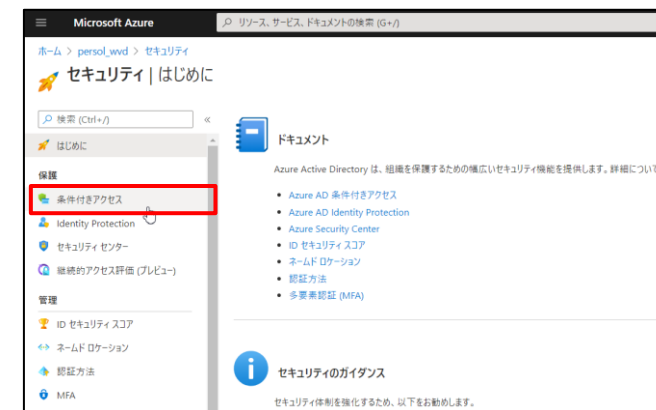 Microsoft Azure
リソース、サービス、ドキュメントの検索 (G+/)
ホーム > persol_wvd > セキュリティ
セキュリティ | はじめに
検索 (Ctrl+/)
«
はじめに
保護
条件付きアクセス
Identity Protection
セキュリティ センター
継続的アクセス評価 (プレビュー)
管理
ID セキュリティ スコア
ネームド ロケーション
認証方法
MFA
ドキュメント
Azure Active Directory は、組織を保護するための幅広いセキュリティ機能を提供します。詳細につい
• Azure AD 条件付きアクセス
• Azure AD Identity Protection
• Azure Security Center
• ID セキュリティ スコア
• ネームド ロケーション
• 認証方法
• 多要素認証 (MFA)
セキュリティのガイダンス
セキュリティ体制を強化するため、以下をお勧めします。